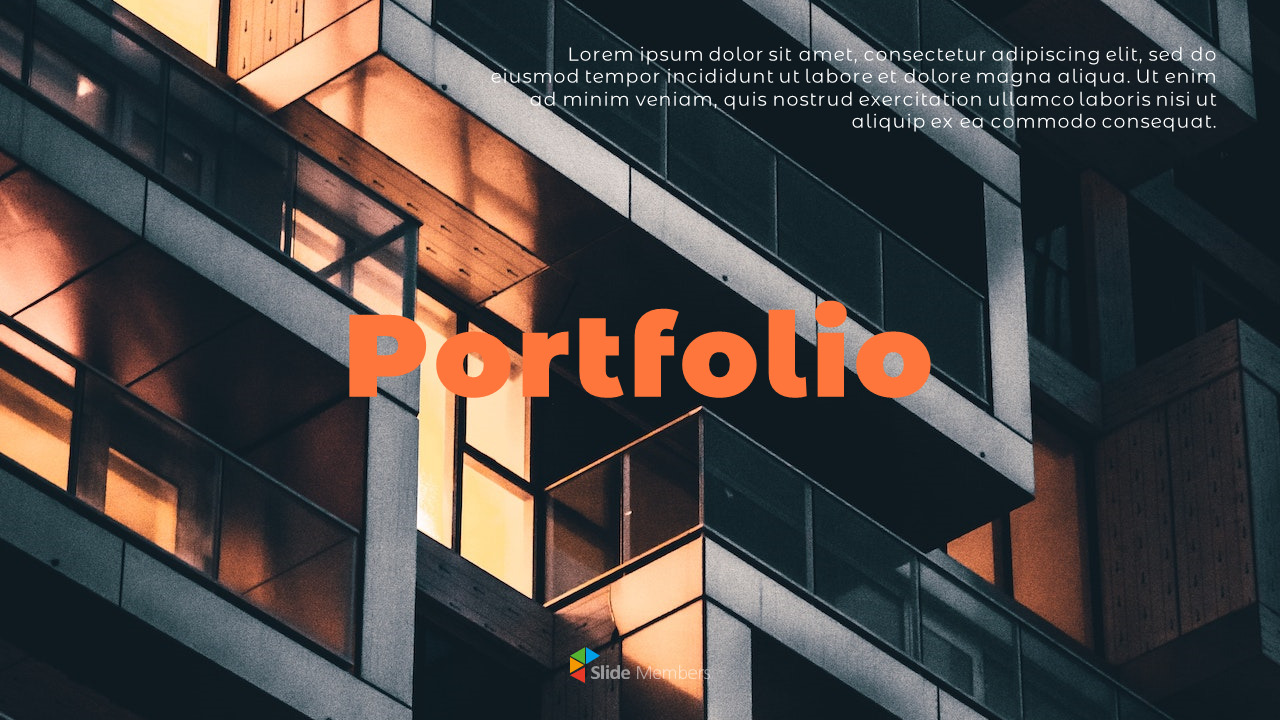 Lorem ipsum dolor sit amet, consectetur adipiscing elit, sed do
eiusmod tempor incididunt ut labore et dolore magna aliqua. Ut enim
ad minim veniam, quis nostrud exercitation ullamco laboris nisi ut
aliquip ex ea commodo consequat.
Portfolio
Slide Members